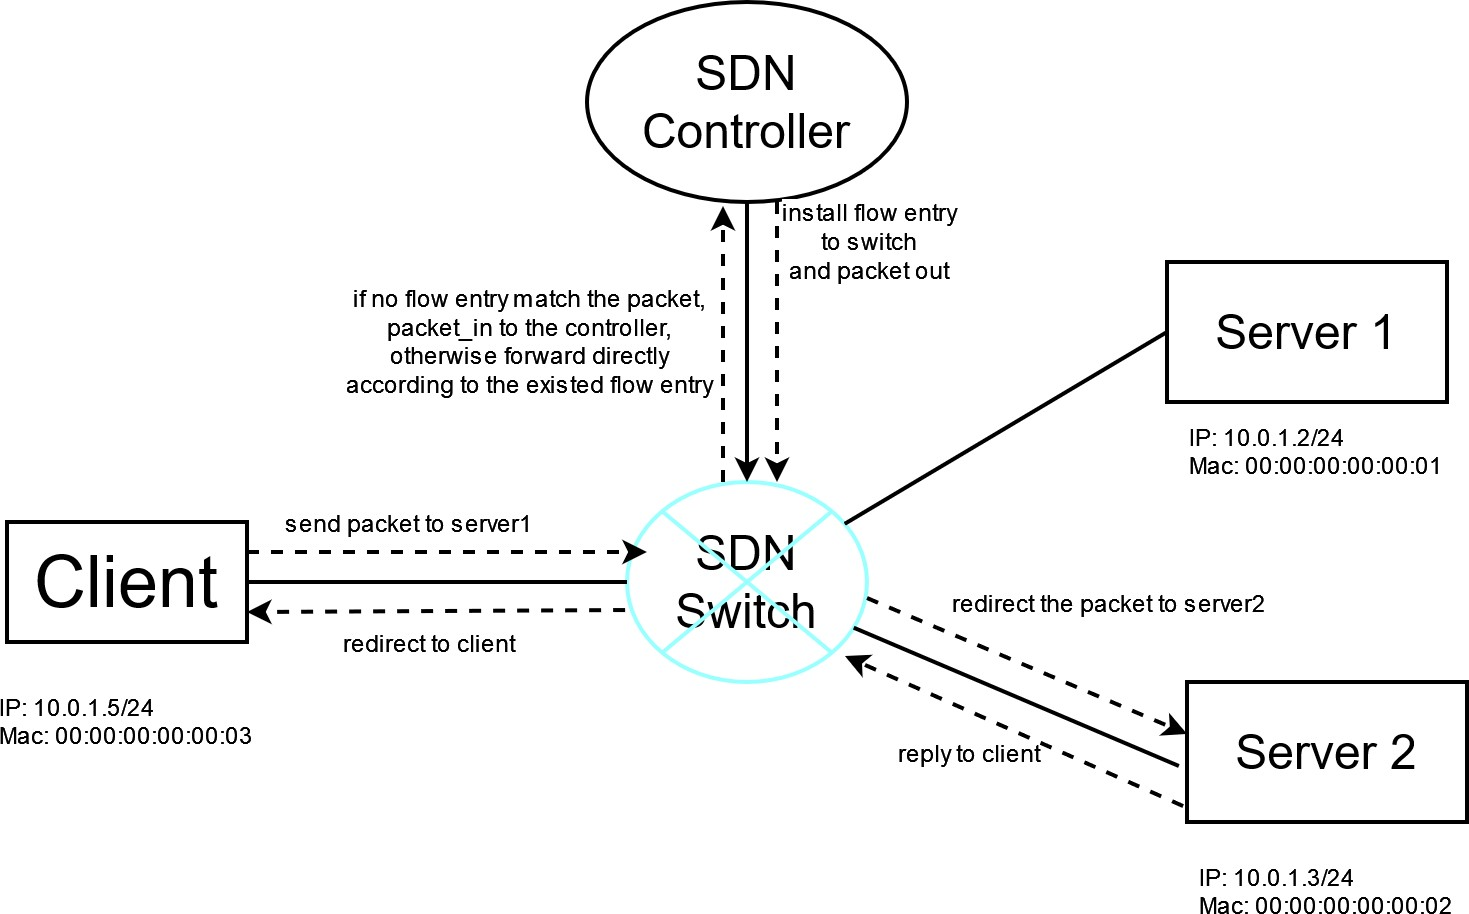 SDN
Controller
install flow entry
to switch
and packet out
if no flow entry match the packet,
packet_in to the controller,
otherwise forward directly
according to the existed flow entry
Server 1
IP: 10.0.1.2/24
Mac: 00:00:00:00:00:01
send packet to server1
Client
SDN
Switch
redirect to client
redirect the packet to server2
IP: 10.0.1.5/24
Mac: 00:00:00:00:00:03
reply to client
Server 2
IP: 10.0.1.3/24
Mac: 00:00:00:00:00:02